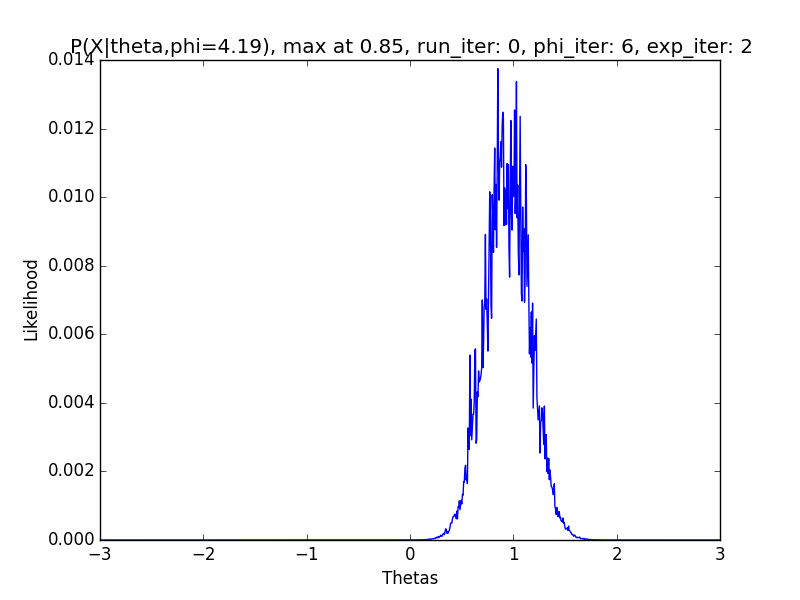 P(X|theta,phi=4.19), max at 0.85, run_iter: 0, phi_iter: 6, exp_iter: 2
0.014
0.012
0.010
0.008
0.006
0.004
0.002
0.000
Likelihood
−3 −2 −1 0 1 2 3
Thetas